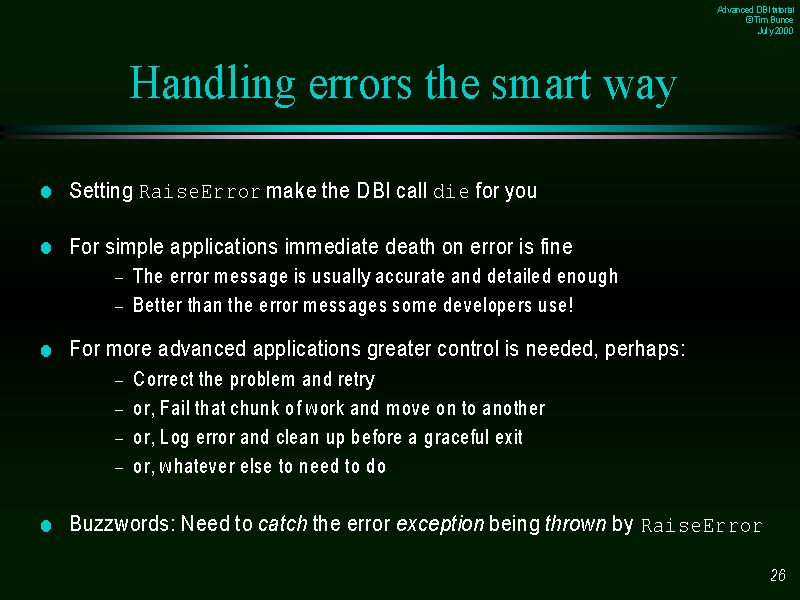 Advanced DBI tutorial
© Tim Bunce
July 2000
Handling errors the smart way
Setting RaiseError make the DBI call die for you
For simple applications immediate death on error is fine
– The error message is usually accurate and detailed enough
– Better than the error messages some developers use!
For more advanced applications greater control is needed, perhaps:
– Correct the problem and retry
– or, Fail that chunk of work and move on to another
– or, Log error and clean up before a graceful exit
– or, whatever else to need to do
Buzzwords: Need to catch the error exception being thrown by RaiseError
26